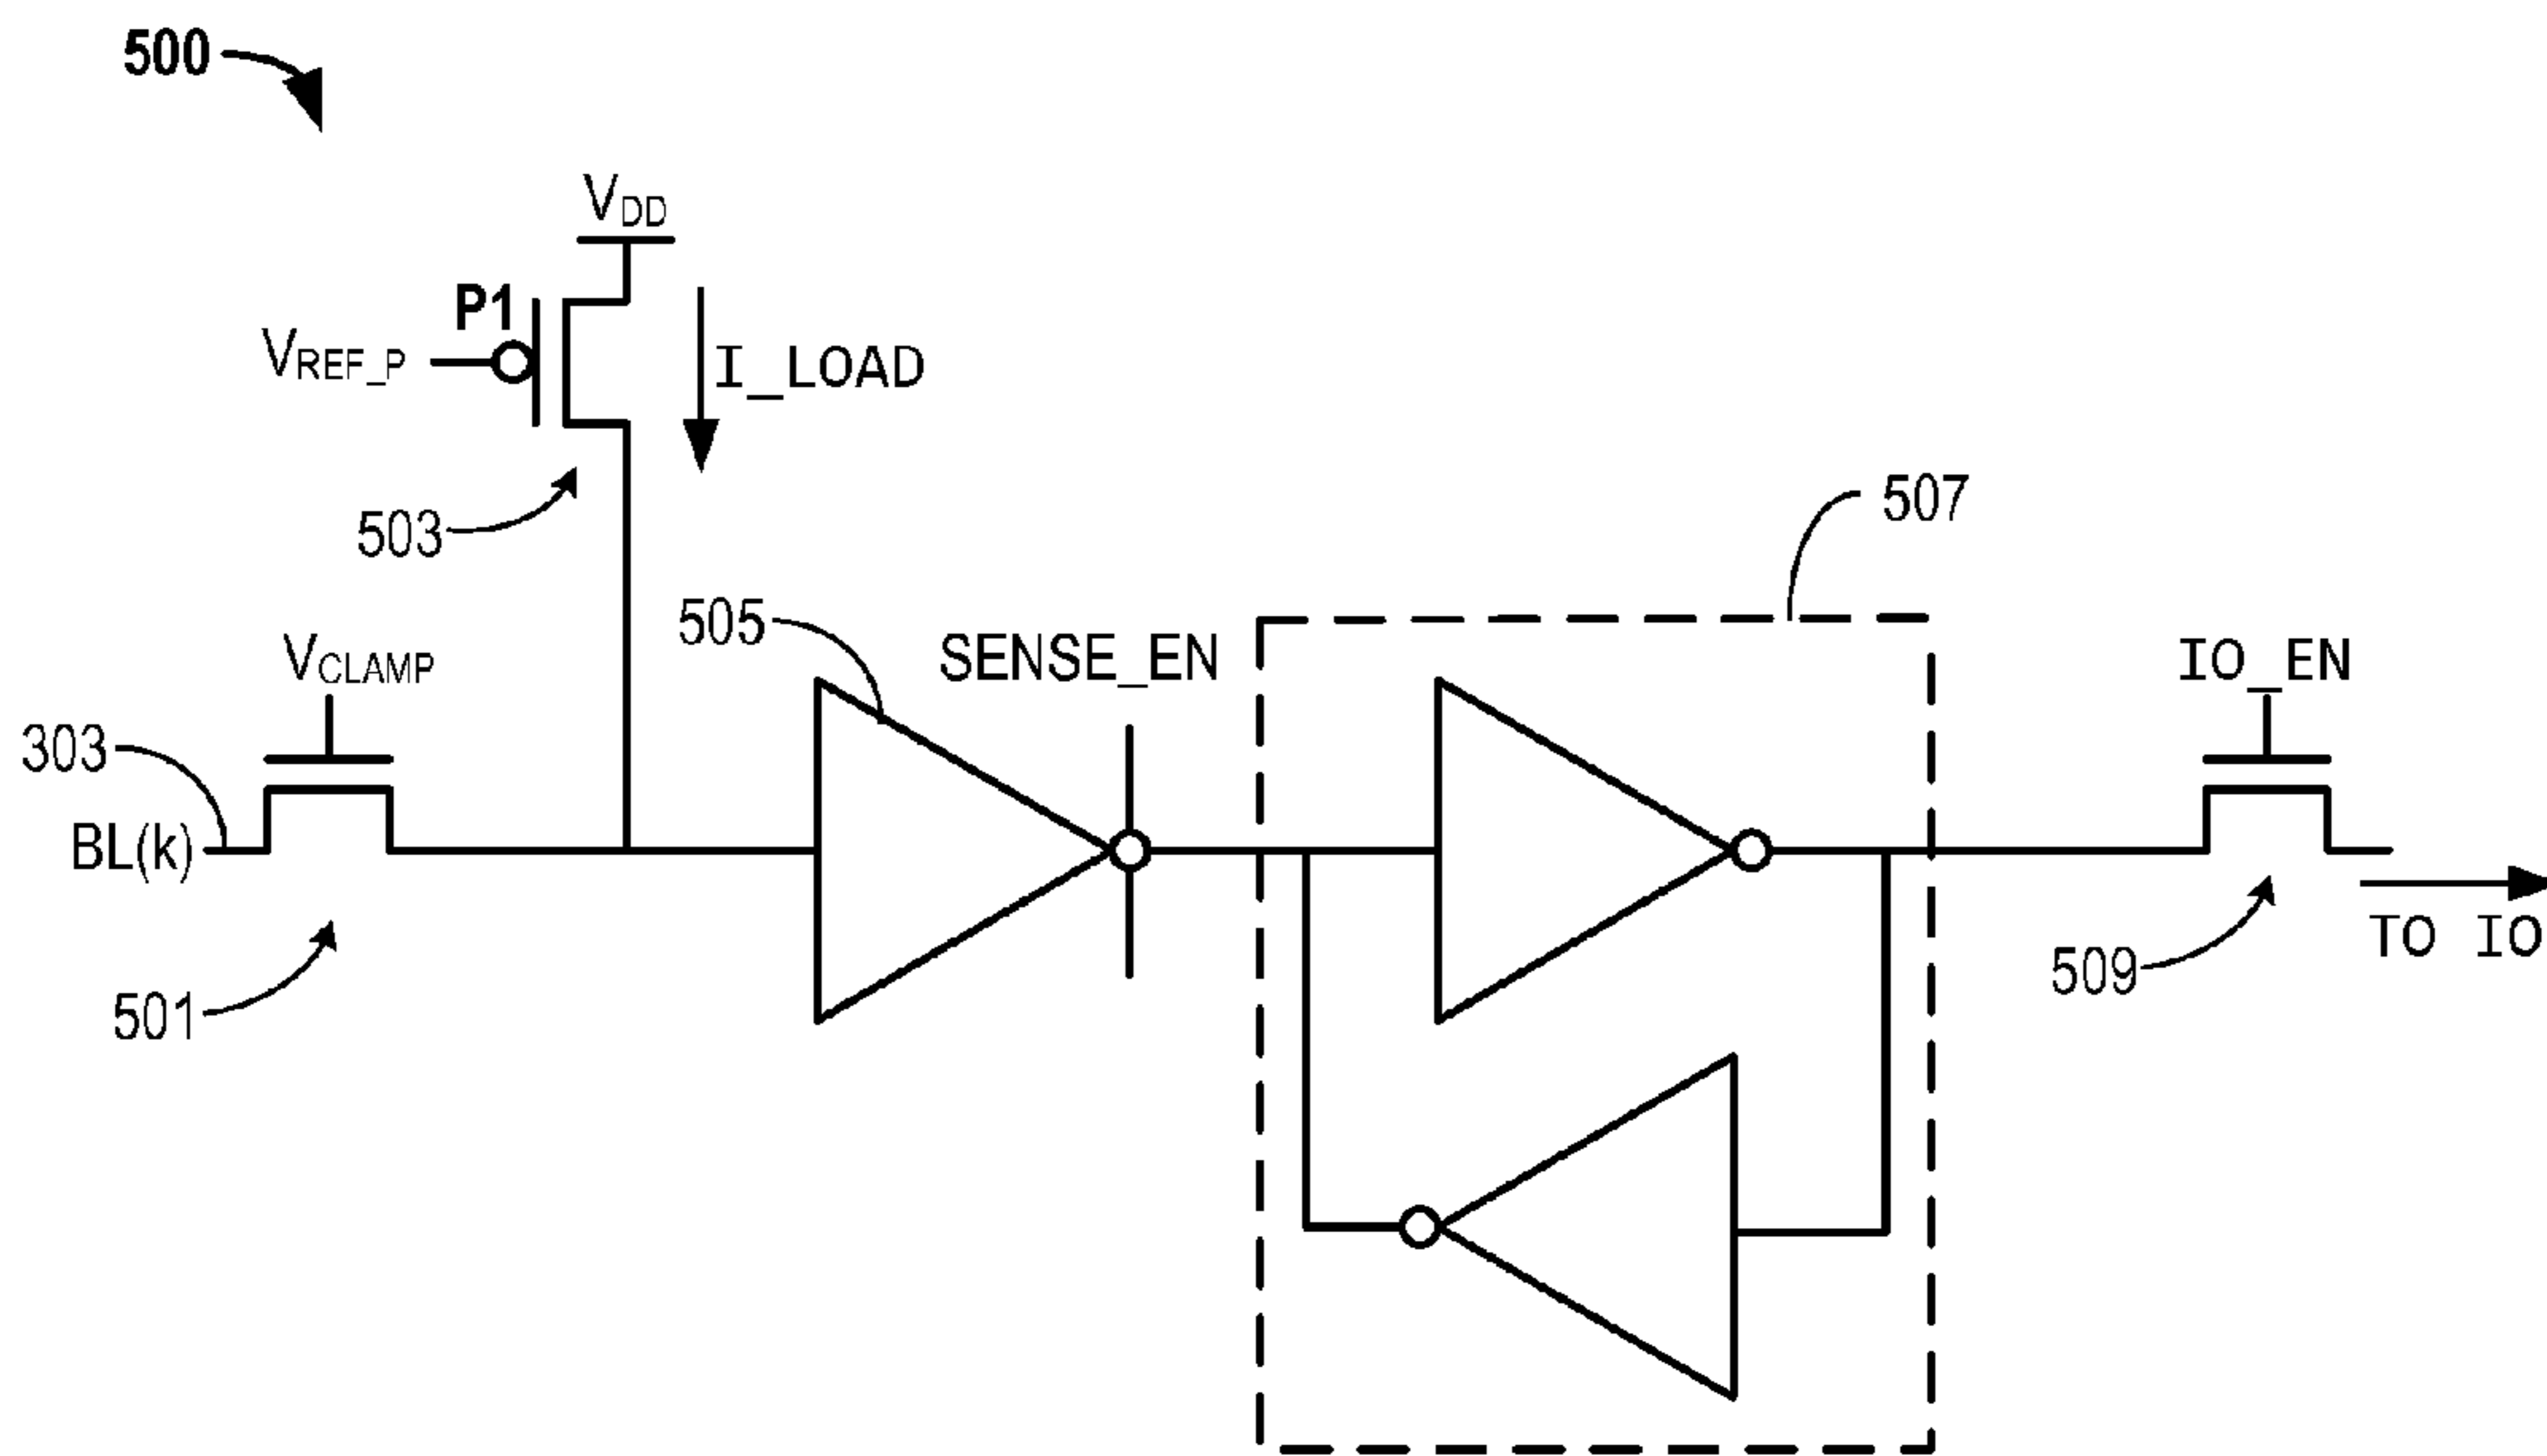 500
VDD
P1
VREF_P
I_LOAD
503
507
505
SENSE_EN
VCLAMP
IO_EN
303
BL(k)
501
509
TO IO